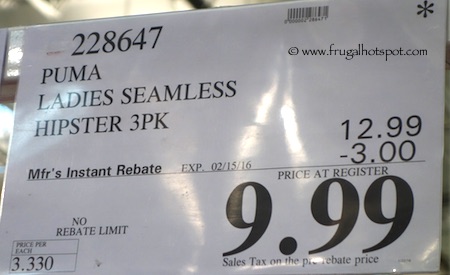 228647
*
www.frugalhotspot.com
PUMA
LADIES SEAMLESS
HIPSTER 3PK
12.99
-3.00
Mfr's Instant Rebate EXP. 02/15/16
PRICE AT REGISTER
9.99
NO
REBATE LIMIT
PRICE PER
EACH
3.330
Sales Tax on the pre rebate price